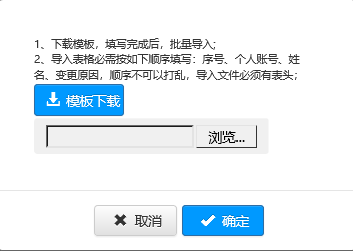 1、下载模板，填写完成后，批量导入;
2、导入表格必需按如下顺序填写：序号、个人账号、姓
名、变更原因，顺序不可以打乱，导入文件必须有表头；
模板下载
浏览...
取消
确定